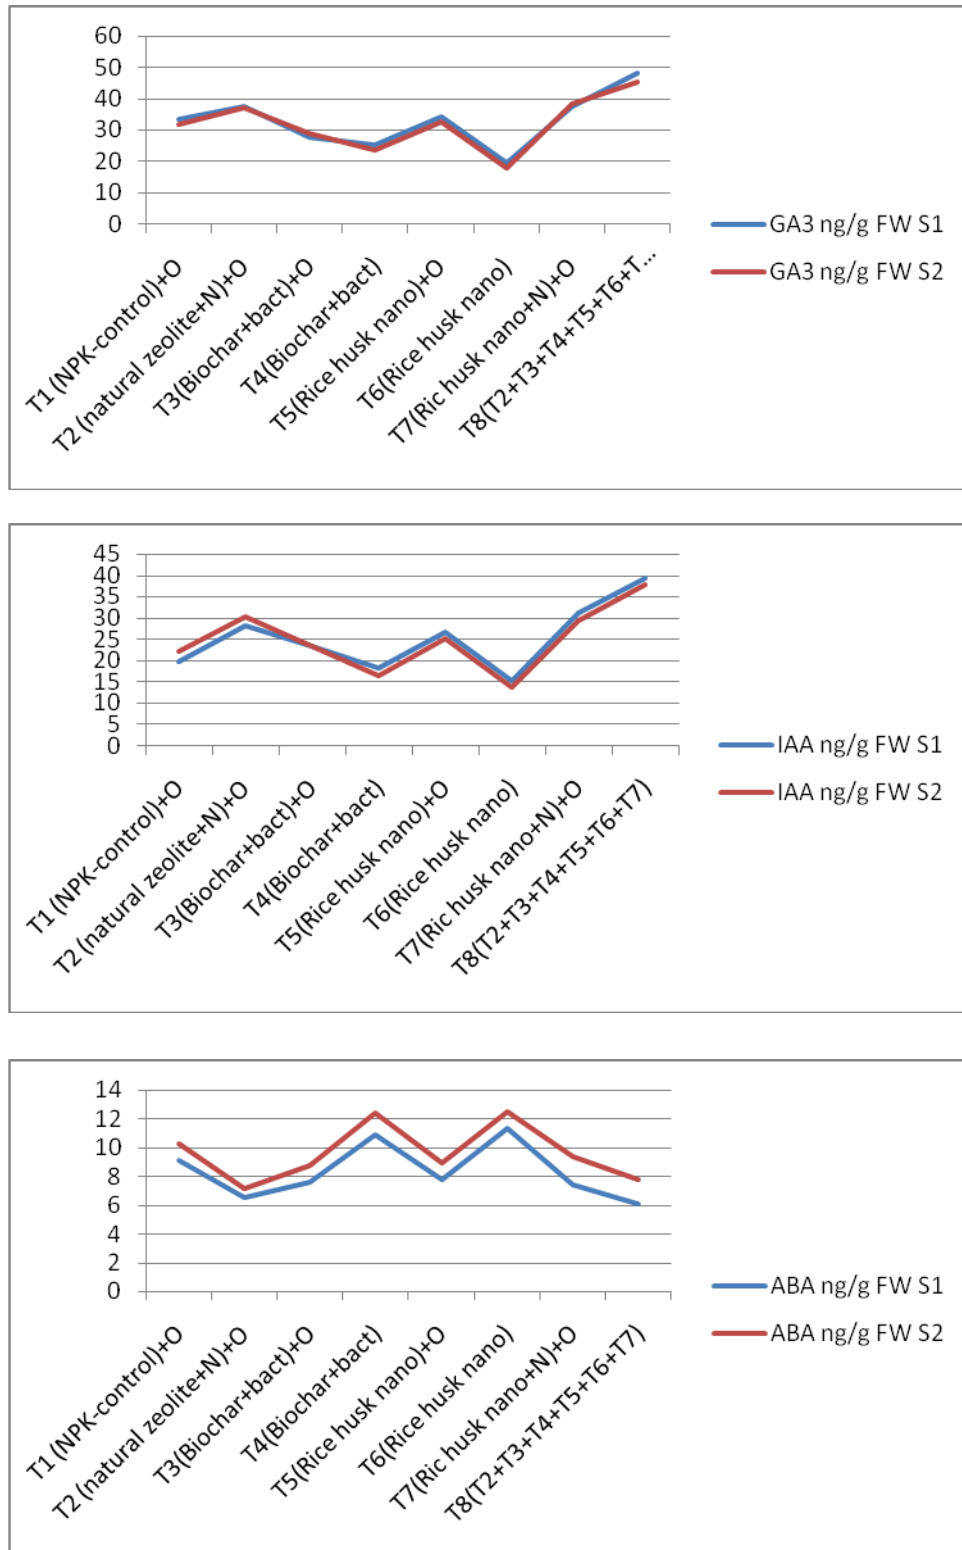 60
50
40
30
20
10
0
T1 (NPK-control)+O
T2 (natural zeolite+N)+O
T3(Biochar+bact)+O
T4(Biochar+bact)
T5(Rice husk nano)+O
T6(Rice husk nano)
T7(Ric husk nano+N)+O
T8(T2+T3+T4+T5+T6+T...
GA3 ng/g FW S1
GA3 ng/g FW S2
45
40
35
30
25
20
15
10
5
0
T1 (NPK-control)+O
T2 (natural zeolite+N)+O
T3(Biochar+bact)+O
T4(Biochar+bact)
T5(Rice husk nano)+O
T6(Rice husk nano)
T7(Ric husk nano+N)+O
T8(T2+T3+T4+T5+T6+T7)
IAA ng/g FW S1
IAA ng/g FW S2
14
12
10
8
6
4
2
0
T1 (NPK-control)+O
T2 (natural zeolite+N)+O
T3(Biochar+bact)+O
T4(Biochar+bact)
T5(Rice husk nano)+O
T6(Rice husk nano)
T7(Ric husk nano+N)+O
T8(T2+T3+T4+T5+T6+T7)
ABA ng/g FW S1
ABA ng/g FW S2